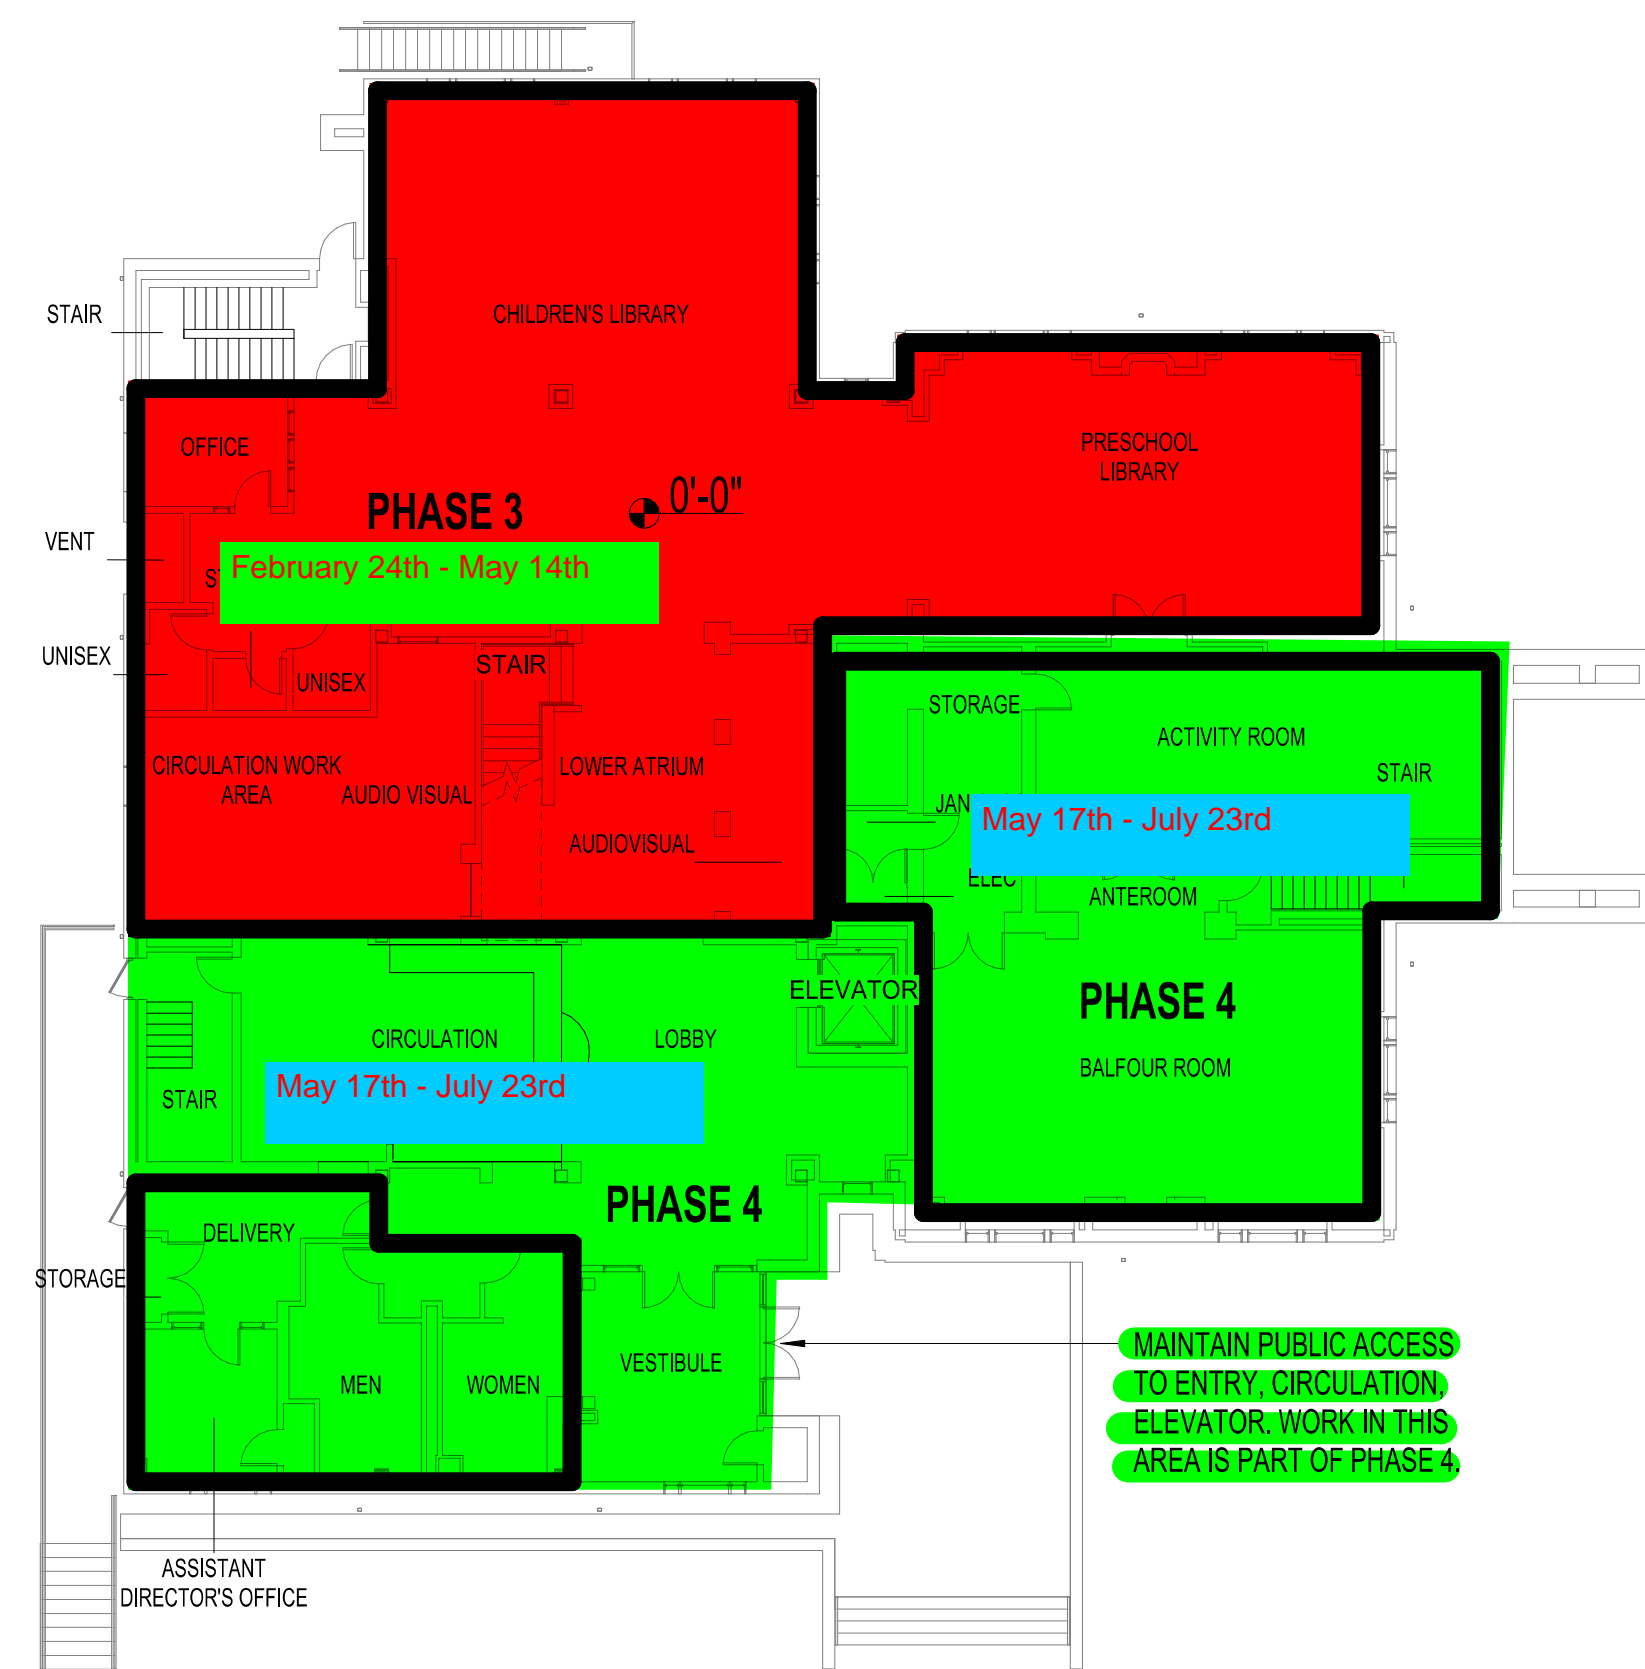 STAIR
CHILDREN'S LIBRARY
OFFICE
PRESCHOOL
LIBRARY
PHASE 3
0'-0"
VENT
February 24th - May 14th
UNISEX
UNISEX
STAIR
STORAGE
ACTIVITY ROOM
STAIR
CIRCULATION WORK
AREA
AUDIO VISUAL
LOWER ATRIUM
AUDIOVISUAL
May 17th - July 23rd
ELEC
ANTEROOM
ELEVATOR
PHASE 4
CIRCULATION
LOBBY
BALFOUR ROOM
May 17th - July 23rd
STAIR
PHASE 4
DELIVERY
STORAGE
VESTIBULE
MEN
WOMEN
MAINTAIN PUBLIC ACCESS
TO ENTRY, CIRCULATION,
ELEVATOR. WORK IN THIS
AREA IS PART OF PHASE 4.
ASSISTANT
DIRECTOR'S OFFICE